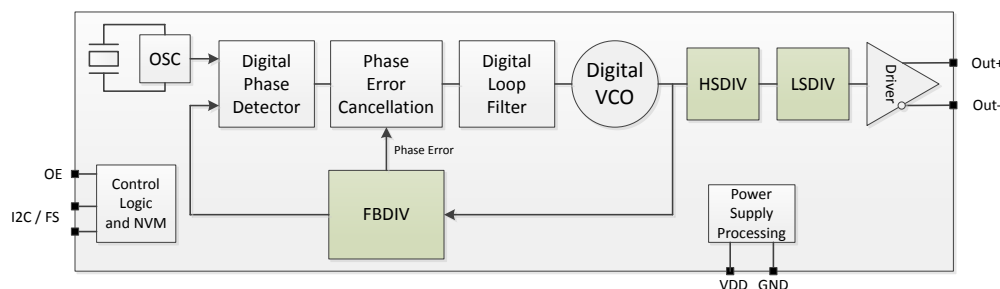 OSC
Digital
Phase
Detector
Phase
Error
Cancellation
Digital
Loop
Filter
Digital
VCO
HSDIV
LSDIV
Driver
Out+
Out-
Phase Error
FBDIV
OE
I2C / FS
Control
Logic
and NVM
Power
Supply
Processing
VDD GND